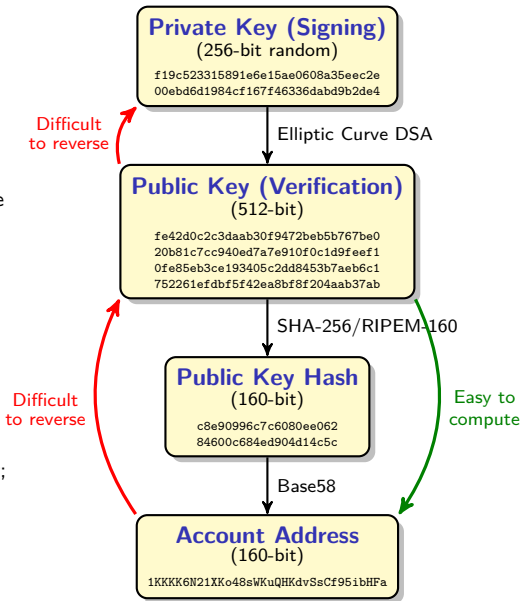 Private Key (Signing)
(256-bit random)
f19c523315891e6e15ae0608a35eec2e
00ebd6d1984cf167f46336dabd9b2de4
Difficult
to reverse
Elliptic Curve DSA
e
Public Key (Verification)
(512-bit)
fe42d0c2c3daab30f9472beb5b767be0
20b81c7cc940ed7a7e910f0c1d9feef1
0fe85eb3ce193405c2dd8453b7aeb6c1
752261efdbf5f42ea8bf8f204aab37ab
SHA-256/RIPEM-160
Public Key Hash
(160-bit)
c8e90996c7c6080ee062
84600c684ed904d14c5c
Difficult
to reverse
Easy to
compute
;
Base58
Account Address
(160-bit)
1KKKK6N21XKo48sWKuQHKdvSsCf95ibHFa